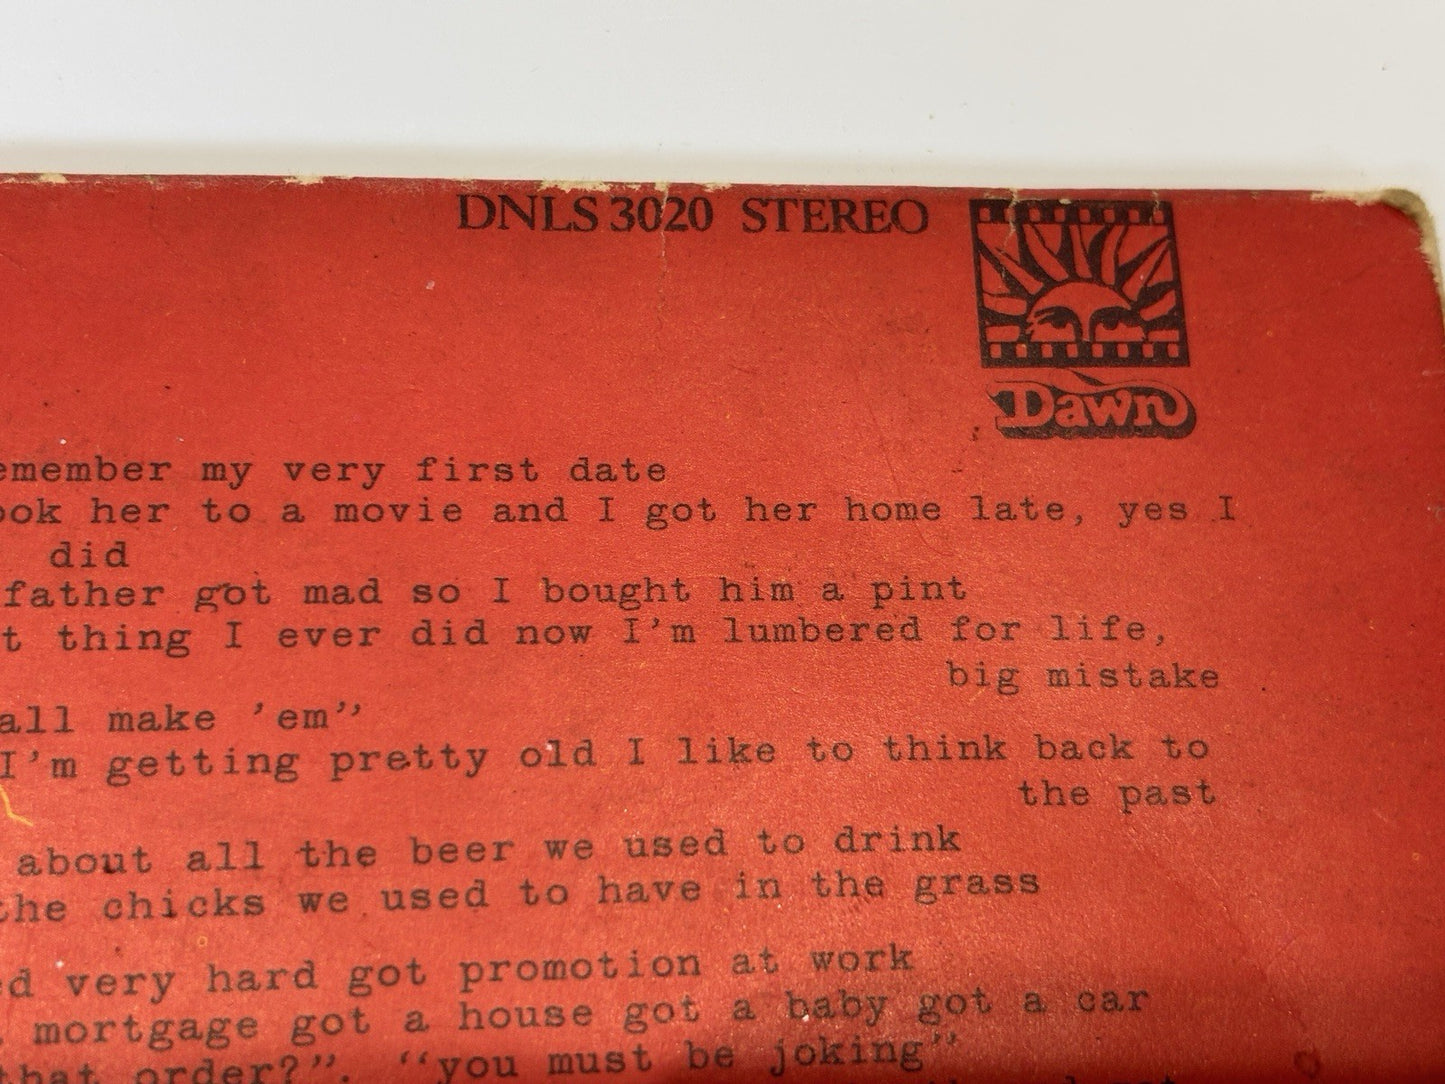 DNLS 3020 STEREO
Dawn
my very first date
her to a movie and I got her home late, yes I
did
father got mad so I bought him a pint
thing I ever did now I'm lumbered for life,
big mistake
all make 'em"
I'm getting pretty old I like to think back to
the past
about all the beer we used to drink
the chicks we used to have in the grass
very hard got promotion at work
mortgage got a house got a baby got a car
that order?". "you must be joking"